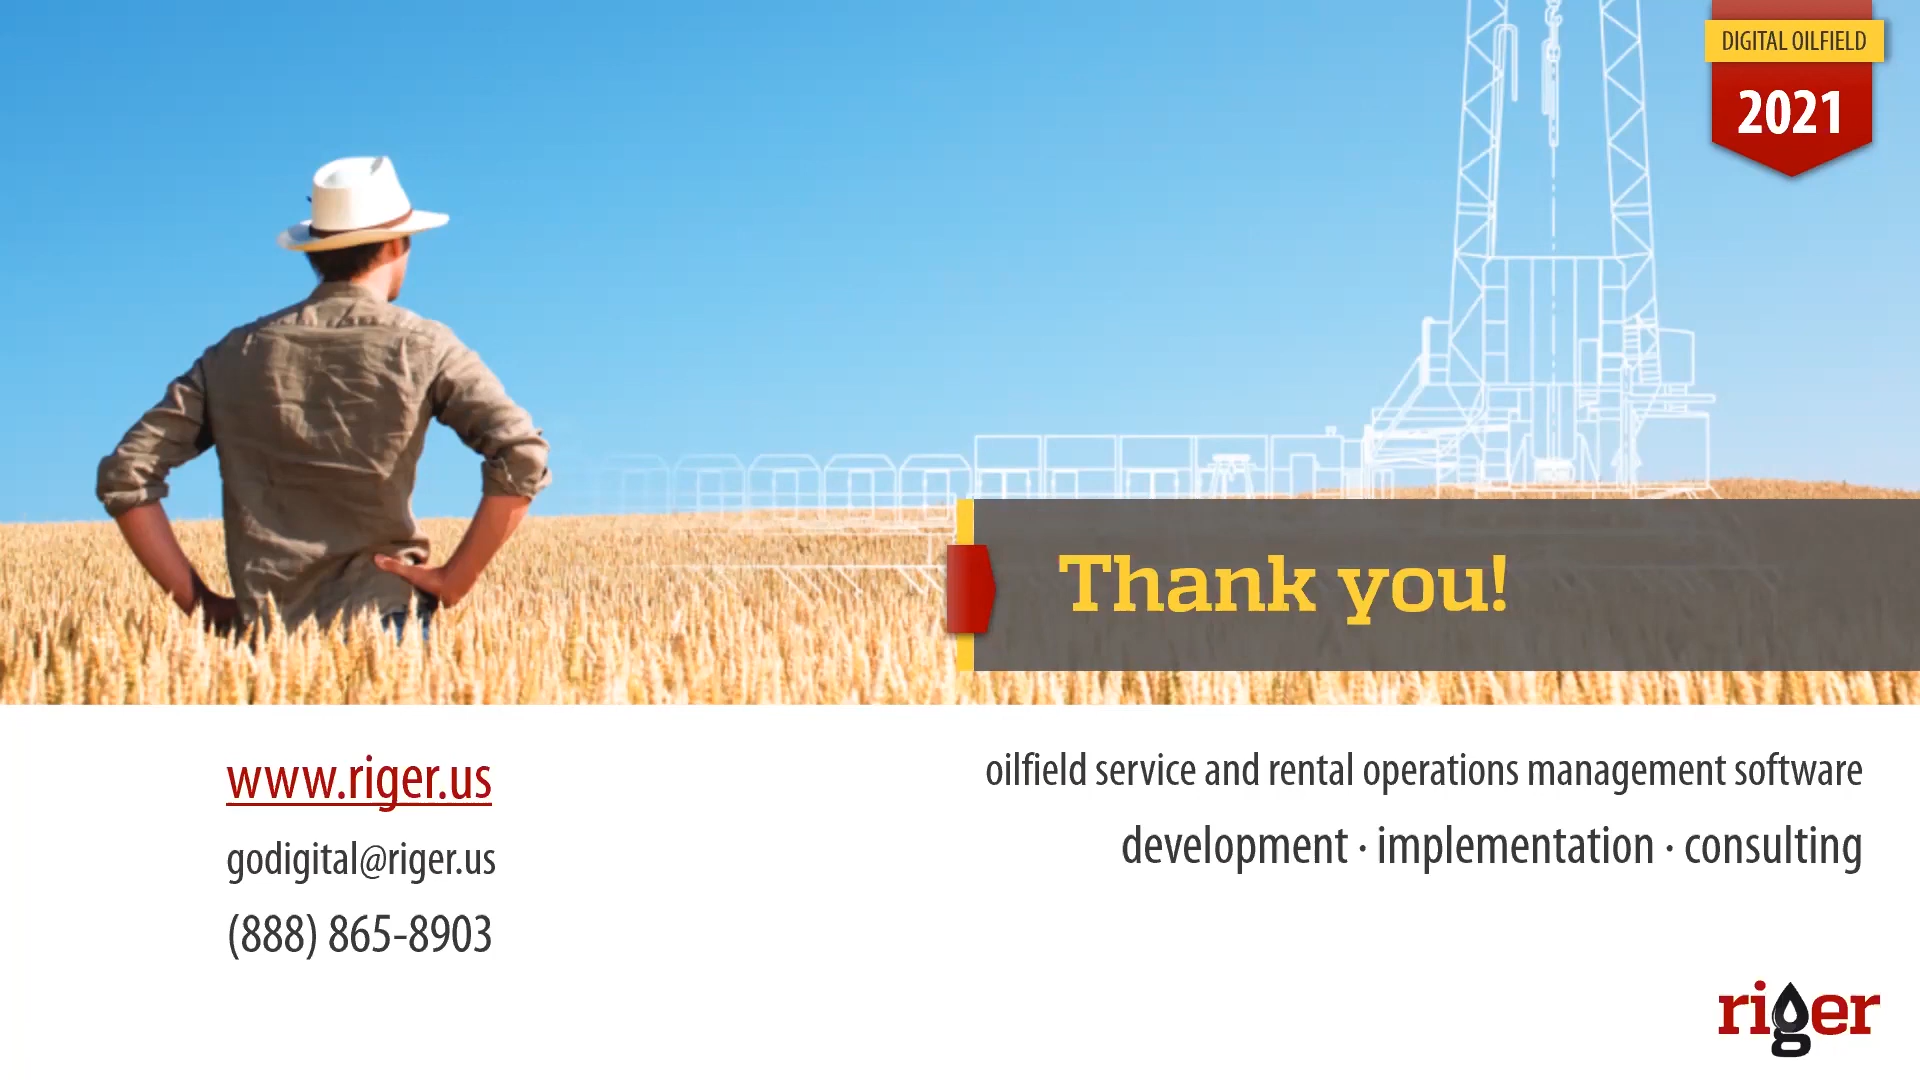 DIGITAL OILFIELD
2021
Thank you!
www.riger.us
godigital@riger.us
(888) 865-8903
oilfield service and rental operations management software
development · implementation · consulting
riger